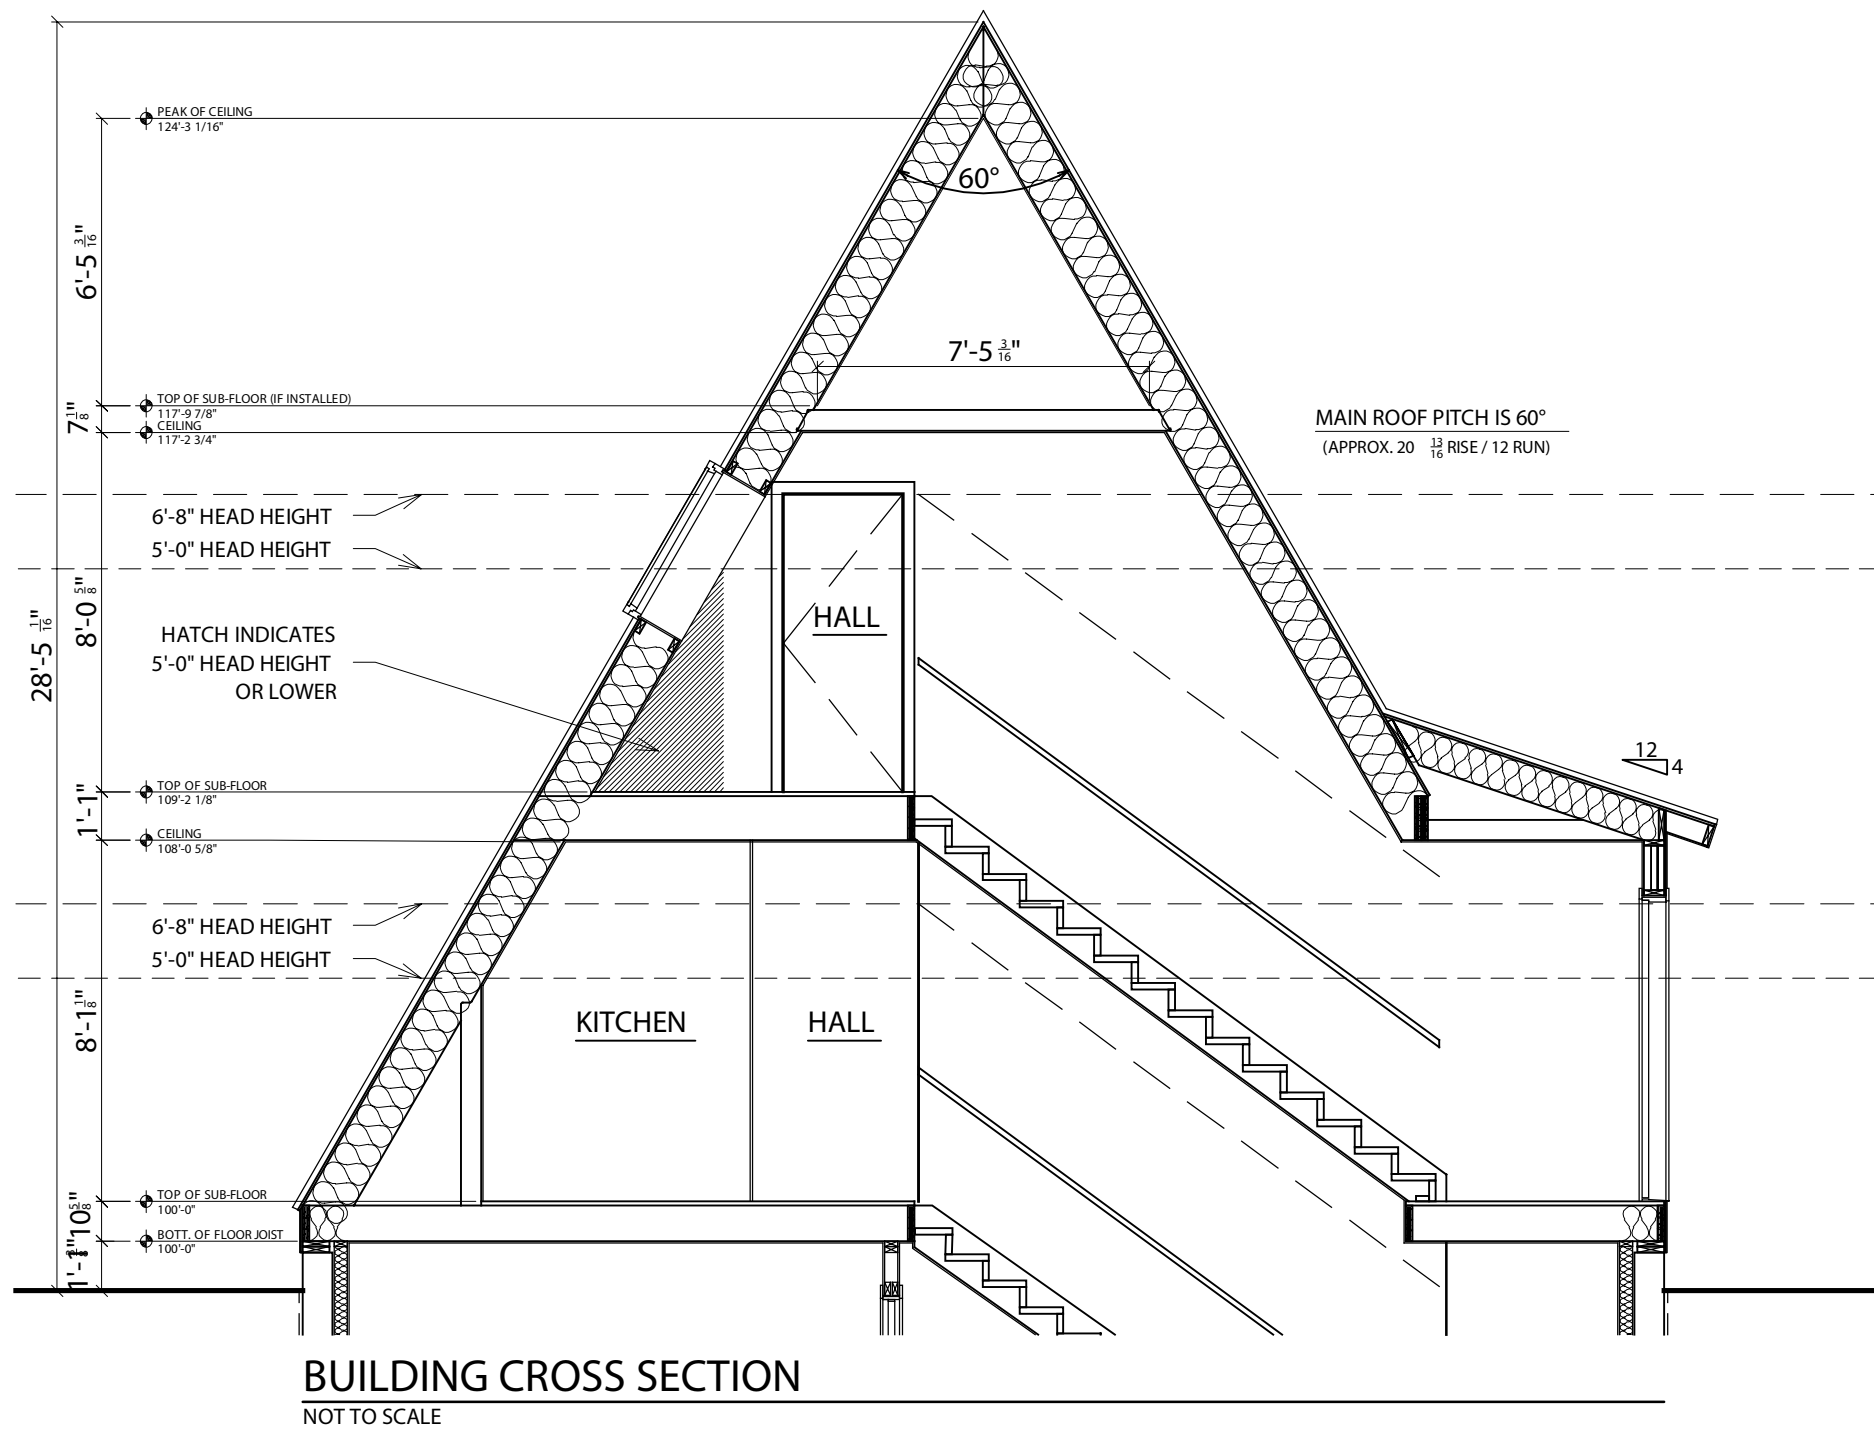 PEAK OF CEILING
124'-3 1/16"
60°
6'-5 3/16"
7'-5 3/16"
TOP OF SUB-FLOOR (IF INSTALLED)
117'-9 7/8"
7 1/8"
CEILING
117'-2 3/4"
MAIN ROOF PITCH IS 60°
(APPROX. 20 13/16 RISE / 12 RUN)
6'-8" HEAD HEIGHT
5'-0" HEAD HEIGHT
8'-0 5/8"
28'-5 1/16"
HALL
HATCH INDICATES
5'-0" HEAD HEIGHT
OR LOWER
12
4
TOP OF SUB-FLOOR
109'-2 1/8"
1'-1"
CEILING
108'-0 5/8"
6'-8" HEAD HEIGHT
5'-0" HEAD HEIGHT
8'-1 1/8"
KITCHEN
HALL
TOP OF SUB-FLOOR
100'-0"
10 5/8"
BOTT. OF FLOOR JOIST
100'-0"
BUILDING CROSS SECTION
NOT TO SCALE